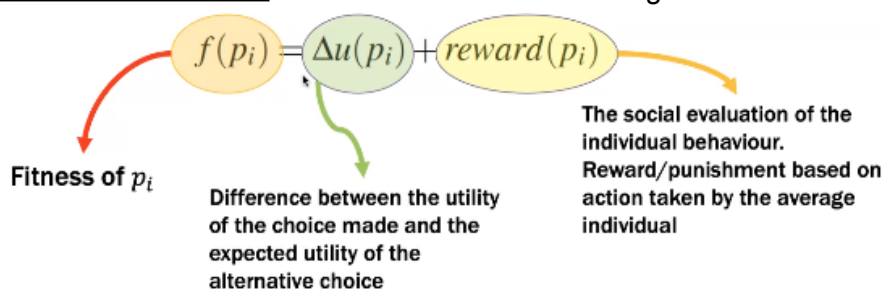 f(p_i) = Δu(p_i) + reward(p_i)
Fitness of p_i
Difference between the utility
of the choice made and the
expected utility of the
alternative choice
The social evaluation of the
individual behaviour.
Reward/punishment based on
action taken by the average
individual